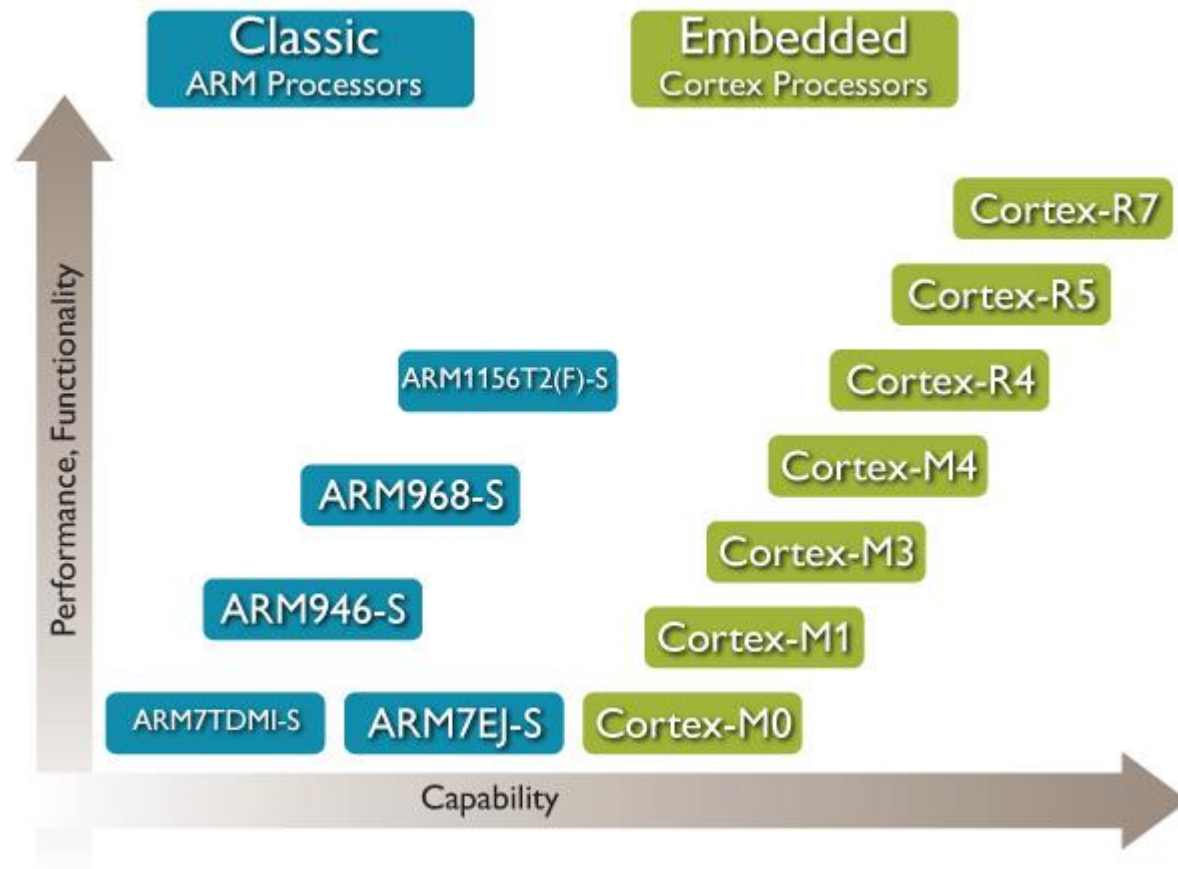 Classic
ARM Processors
Embedded
Cortex Processors
Performance, Functionality
Cortex-R7
Cortex-R5
ARM1156T2(F)-S
Cortex-R4
Cortex-M4
ARM968-S
Cortex-M3
ARM946-S
Cortex-M1
ARM7TDMI-S
ARM7EJ-S
Cortex-M0
Capability